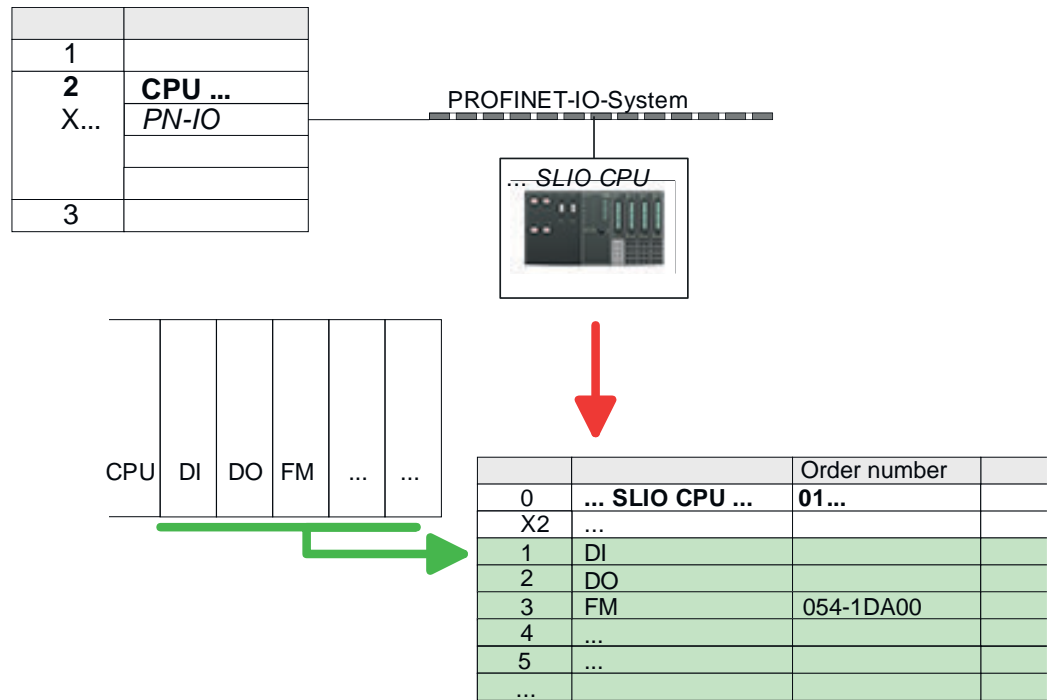 1
2 CPU ...
X... PN-IO
3
PROFINET-IO-System
... SLIO CPU
CPU DI DO FM ... ...
Order number
0 ... SLIO CPU ... 01...
X2 ...
1 DI
2 DO
3 FM 054-1DA00
4 ...
5 ...
...